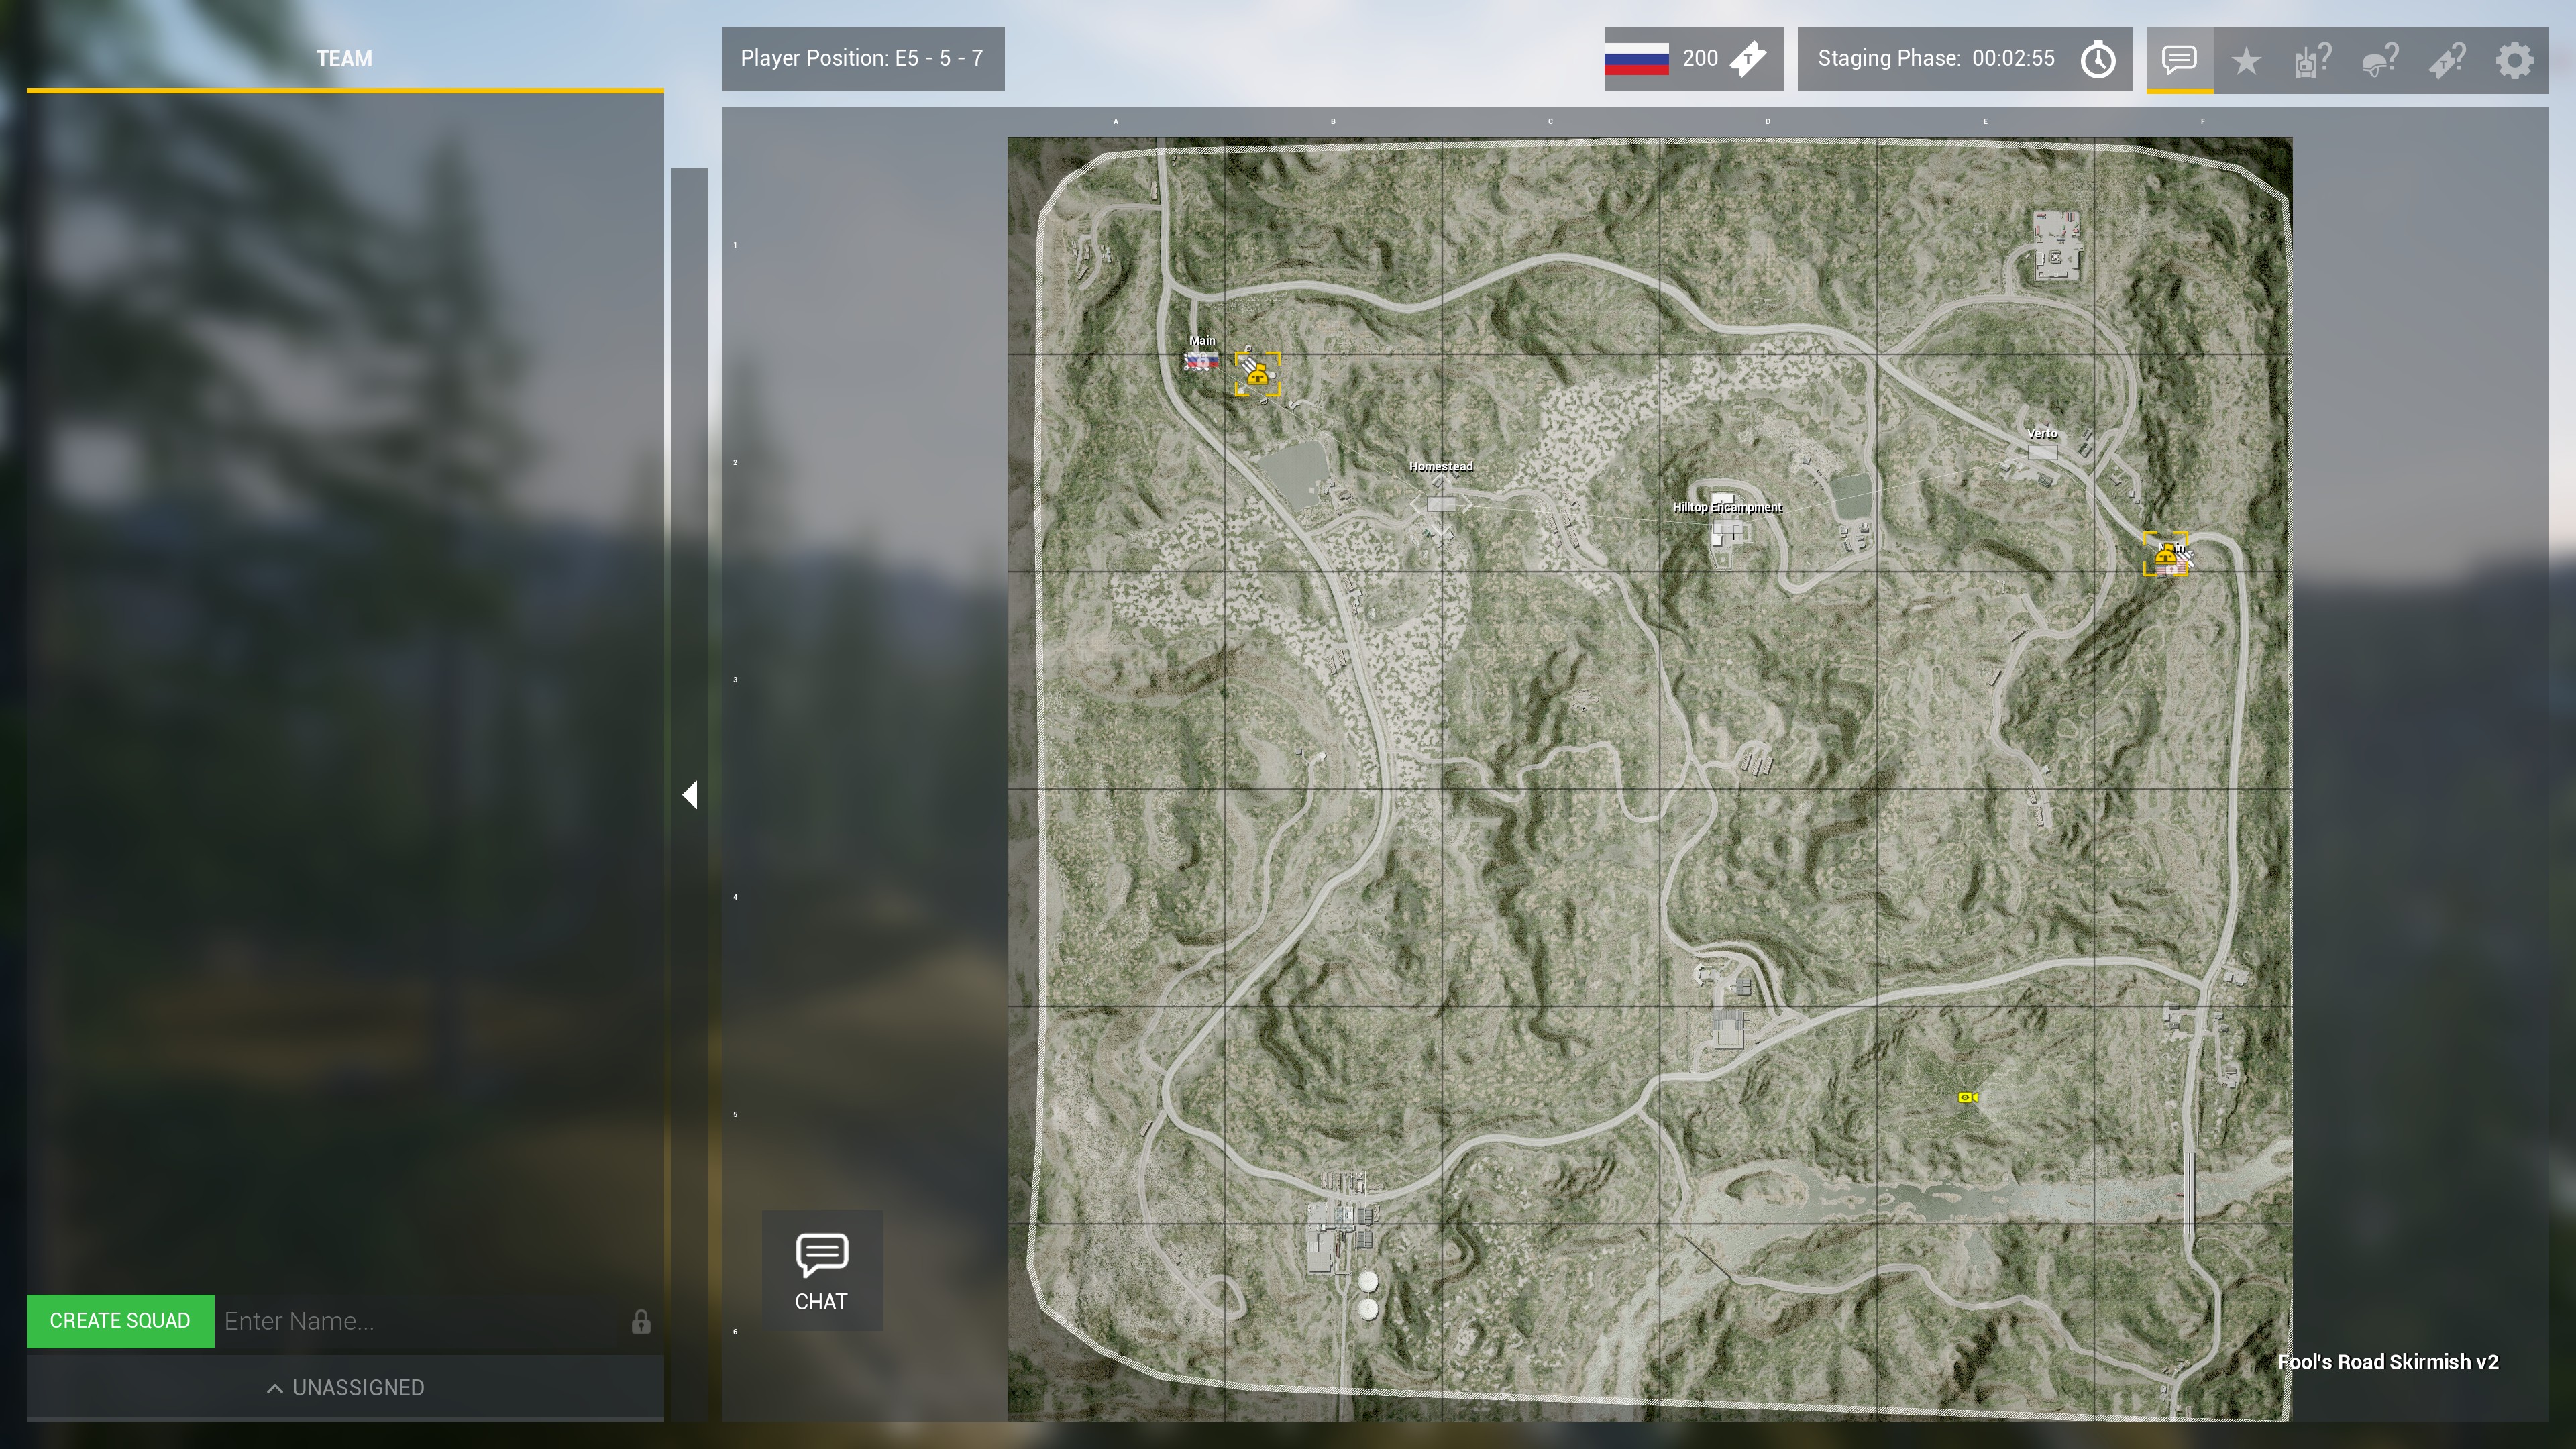 TEAM
Player Position: E5 - 5 - 7
200
T
Staging Phase: 00:02:55
A B C D E F
1
Main
2
Verto
Homestead
Hilltop Encampment
3
4
5
6
CHAT
CREATE SQUAD
Enter Name...
UNASSIGNED
Fool's Road Skirmish v2